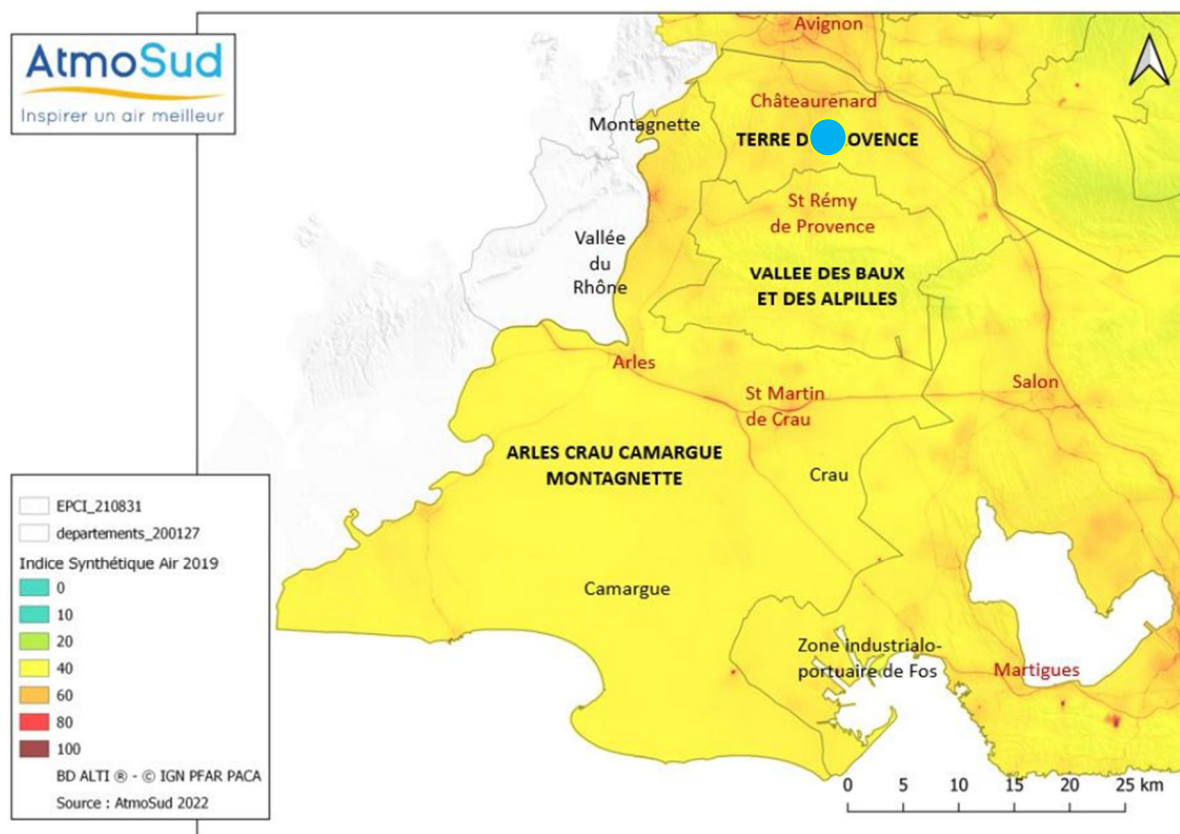 AtmoSud
Inspirer un air meilleur
Avignon
Châteaurenard
Montagnette
TERRE
St Rémy
de Provence
Vallée
du
Rhône
VALLEE DES BAUX
ET DES ALPILLES
Arles
St Martin
de Crau
Salon
ARLES CRAU CAMARGUE
MONTAGNETTE
Crau
Camargue
Zone industrialo-
portuaire de Fos
Martigues
EPCI_210831
departements_200127
Indice Synthétique Air 2019
0
10
20
40
60
80
100
BD ALTI ® - © IGN PFAR PACA
Source : AtmoSud 2022
0 5 10 15 20 25 km